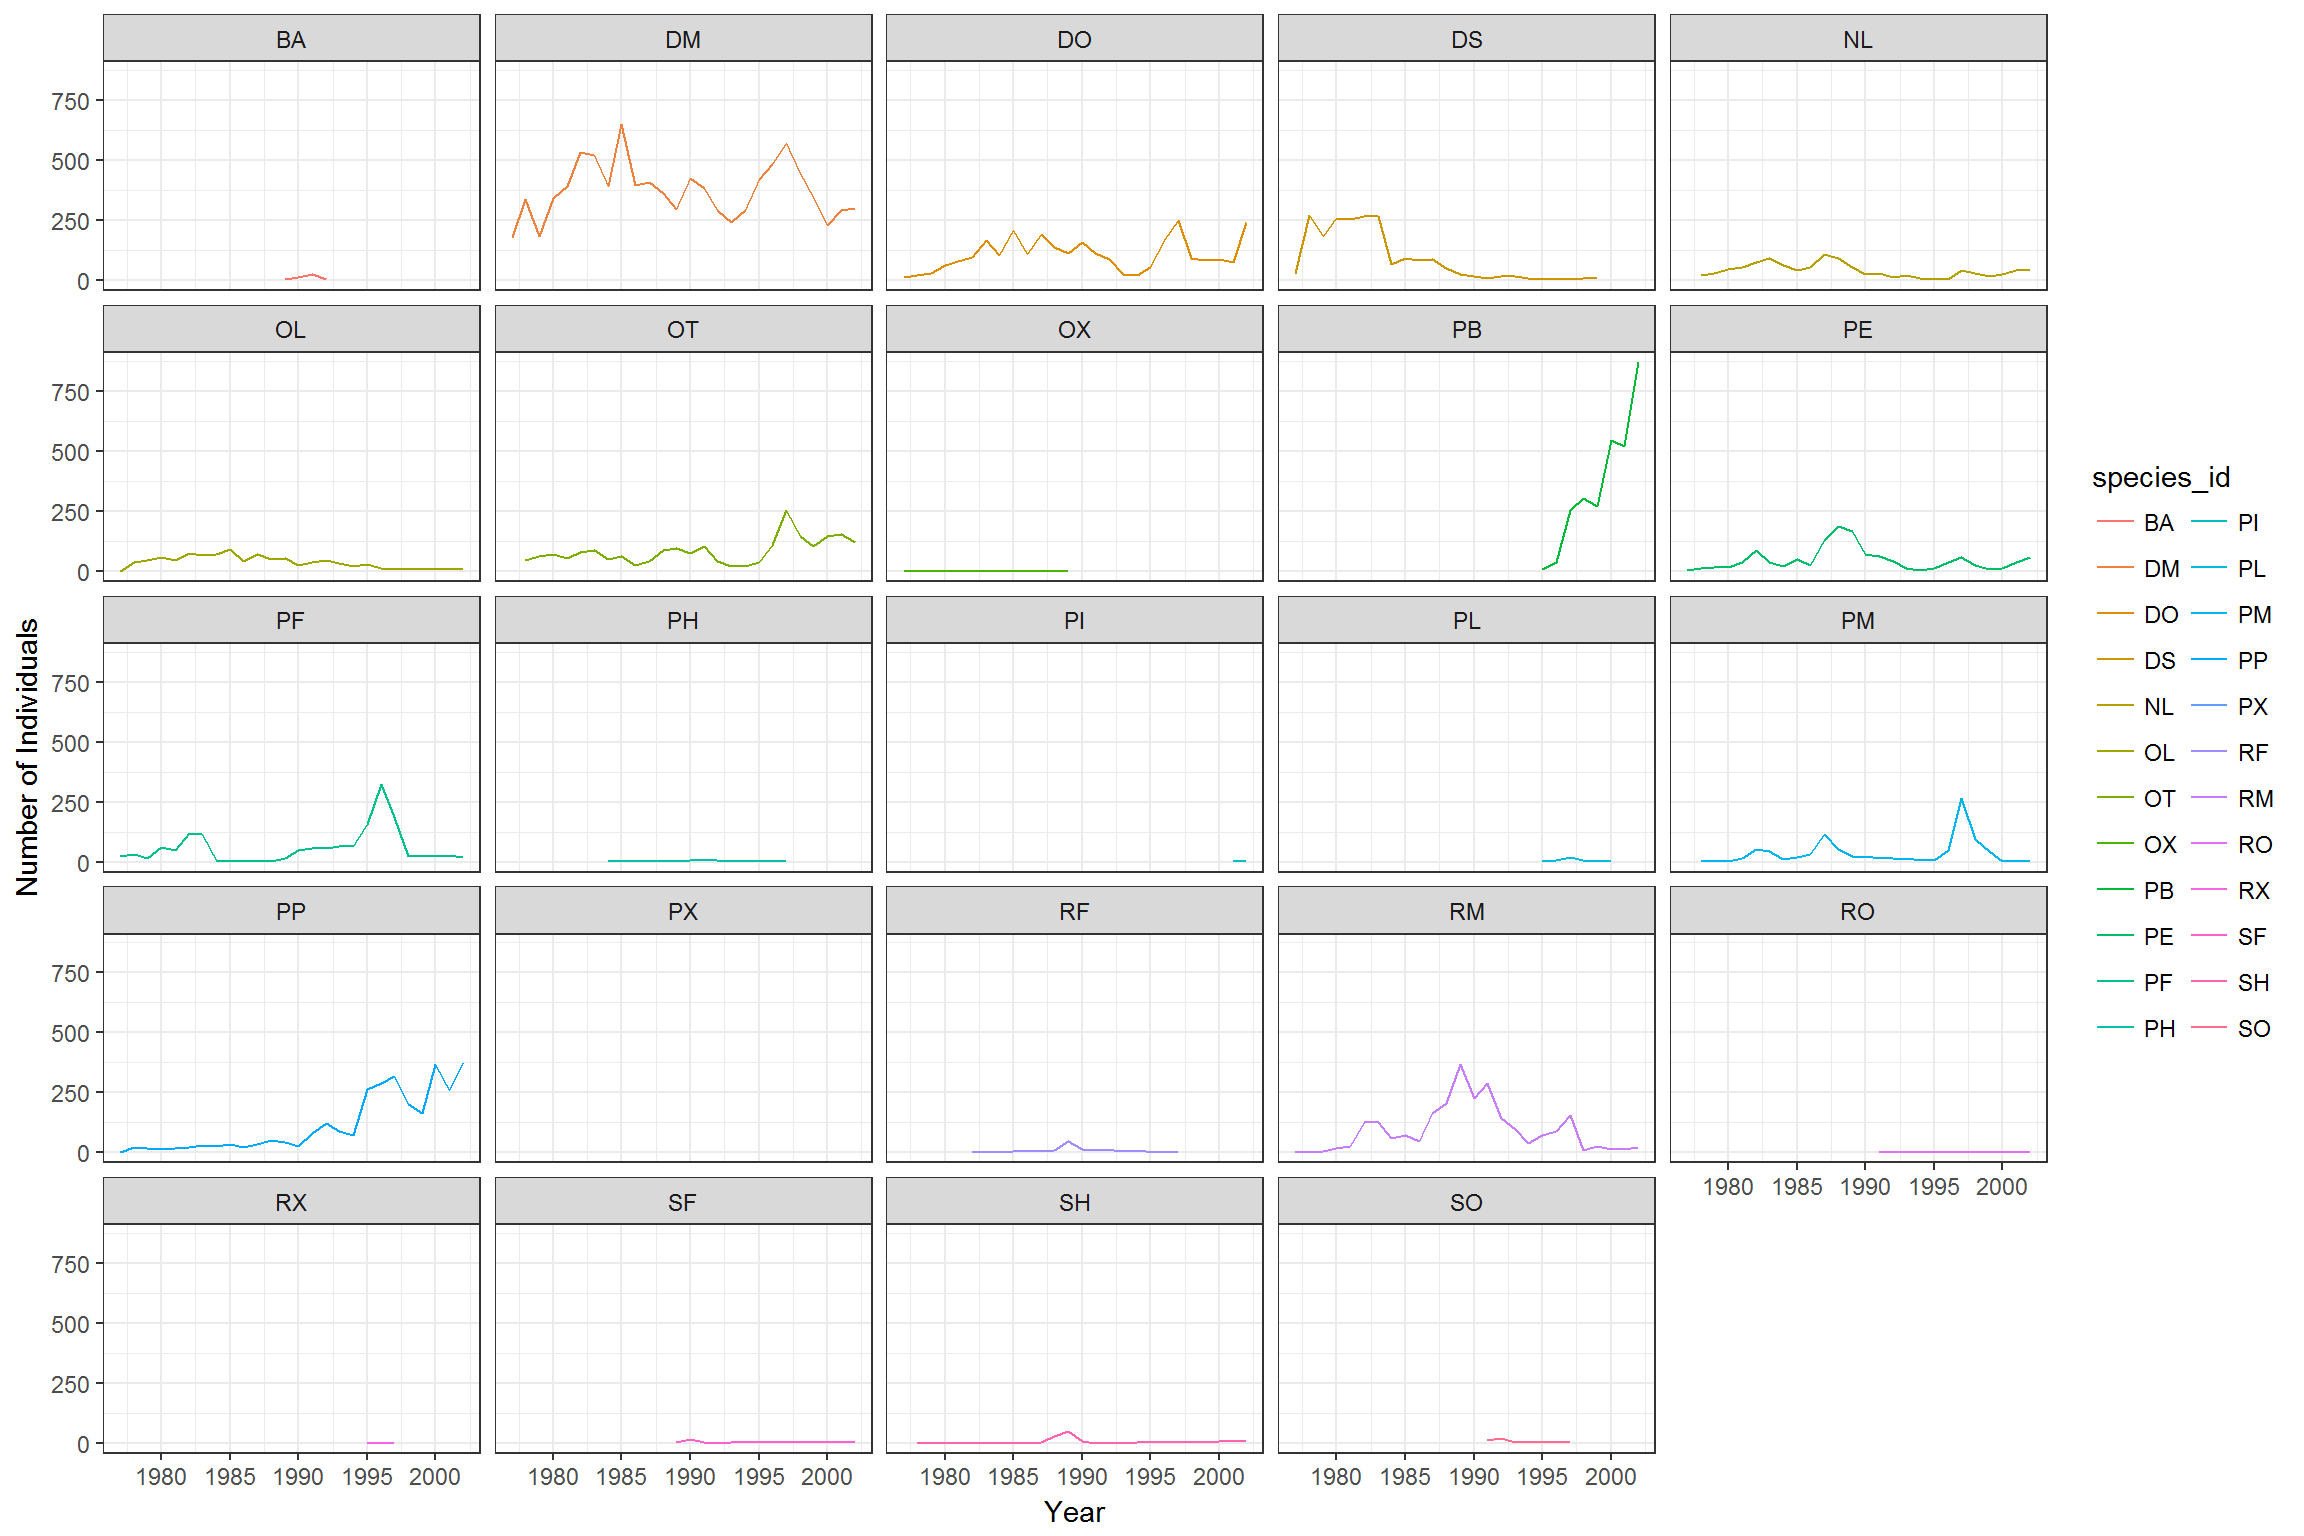 BA DM DO DS NL
750
500
250
0
OL OT OX PB PE
750
500
250
0
PF PH PI PL PM
750
500
250
0
PP PX RF RM RO
750
500
250
0
1980 1985 1990 1995 2000
RX SF SH SO
750
500
250
0
1980 1985 1990 1995 2000 1980 1985 1990 1995 2000 1980 1985 1990 1995 2000 1980 1985 1990 1995 2000
Year
Number of Individuals
species_id
BA PI
DM PL
DO PM
DS PP
NL PX
OL RF
OT RM
OX RO
PB RX
PE SF
PF SH
PH SO